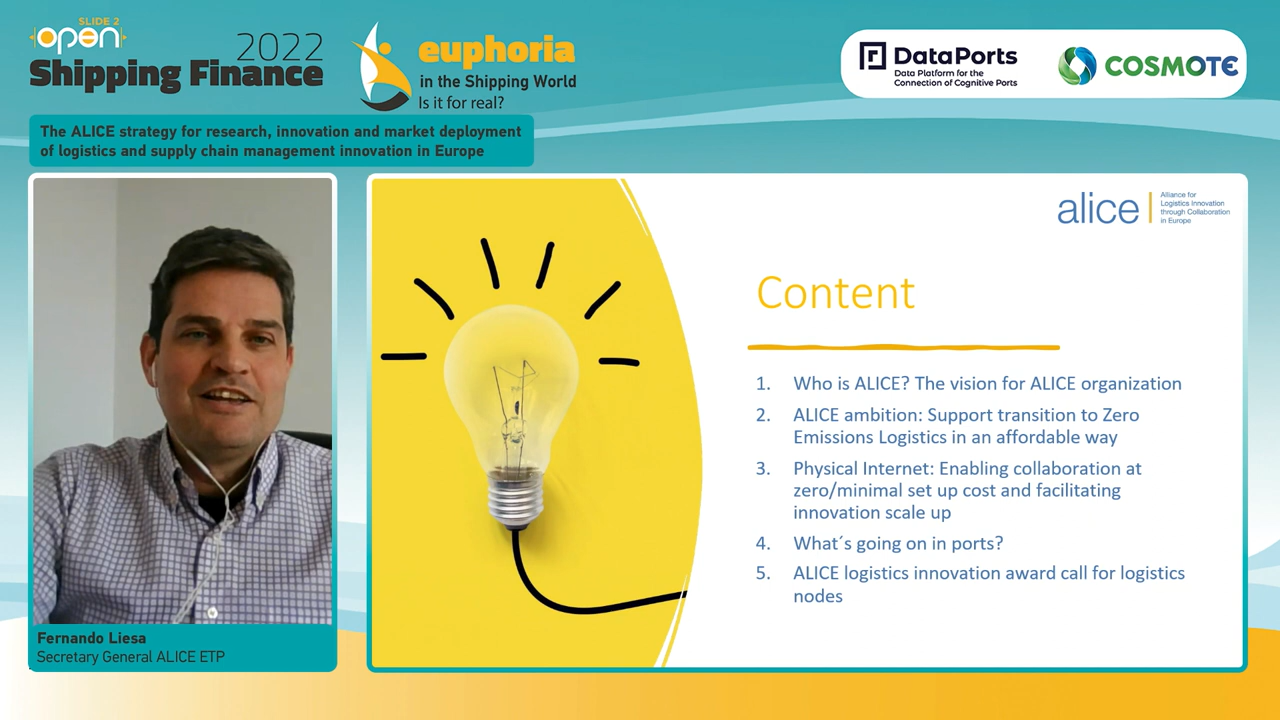 SLIDE 2
open
Shipping Finance
2022
euphoria
in the Shipping World
Is it for real?
DataPorts
Data Platform for the
Connection of Cognitive Ports
COSMOTE
The ALICE strategy for research, innovation and market deployment
of logistics and supply chain management innovation in Europe
Fernando Liesa
Secretary General ALICE ETP
alice
Alliance for
Logistics Innovation
through Collaboration
in Europe
Content
1. Who is ALICE? The vision for ALICE organization
2. ALICE ambition: Support transition to Zero
Emissions Logistics in an affordable way
3. Physical Internet: Enabling collaboration at
zero/minimal set up cost and facilitating
innovation scale up
4. What´s going on in ports?
5. ALICE logistics innovation award call for logistics
nodes